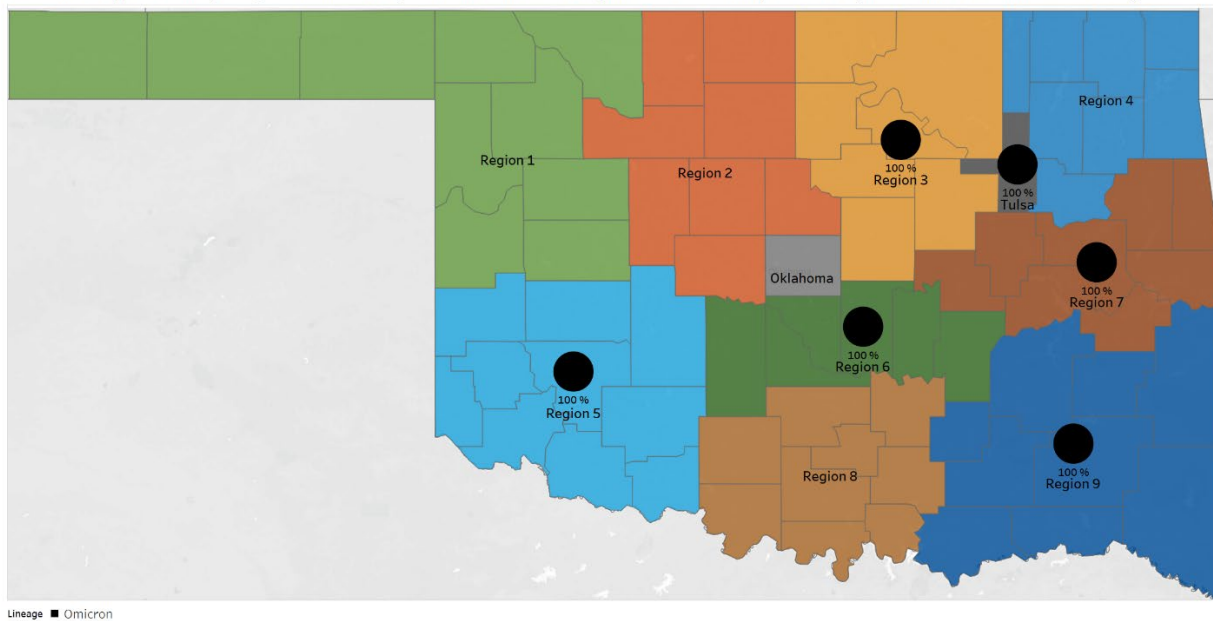 Region 4
100 %
Region 3
Region 1
Region 2
100 %
Tulsa
Oklahoma
100 %
Region 7
100 %
Region 6
100 %
Region 5
Region 8
100 %
Region 9
Lineage Omicron